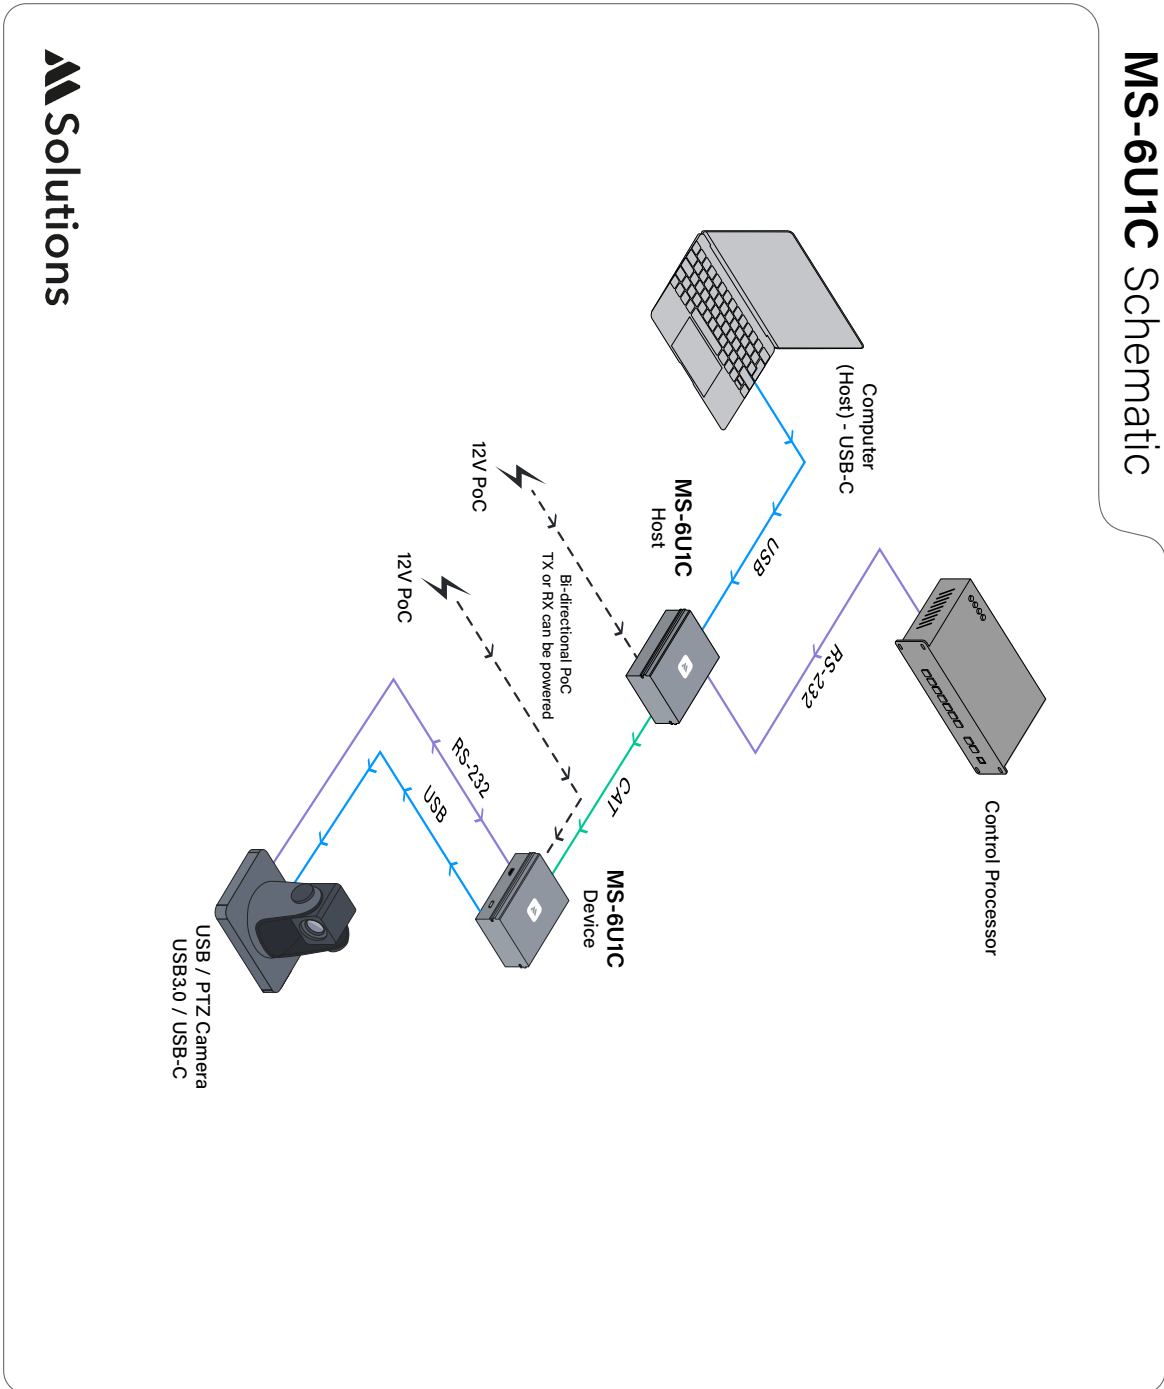 MS-6U1C Schematic
Computer
(Host) - USB-C
Control Processor
USB
RS-232
MS-6U1C
Host
12V PoC
Bi-directional PoC
TX or RX can be powered
12V PoC
CAT
MS-6U1C
Device
RS-232
USB
USB / PTZ Camera
USB3.0 / USB-C
Solutions